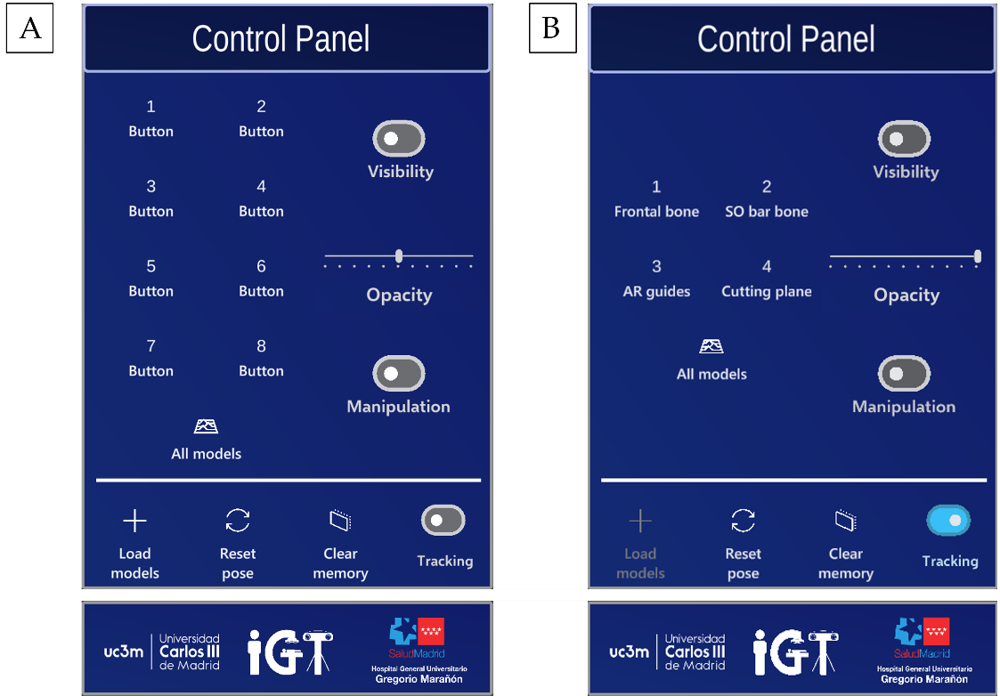 A
Control Panel
1
Button
2
Button
Visibility
3
Button
4
Button
5
Button
6
Button
Opacity
7
Button
8
Button
Manipulation
All models
Load
models
Reset
pose
Clear
memory
Tracking
uc3m
Universidad
Carlos III
de Madrid
iGT
SaludMadrid
Hospital General Universitario
Gregorio Marañón
B
Control Panel
Visibility
1
Frontal bone
2
SO bar bone
3
AR guides
4
Cutting plane
Opacity
All models
Manipulation
Load
models
Reset
pose
Clear
memory
Tracking
uc3m
Universidad
Carlos III
de Madrid
iGT
SaludMadrid
Hospital General Universitario
Gregorio Marañón